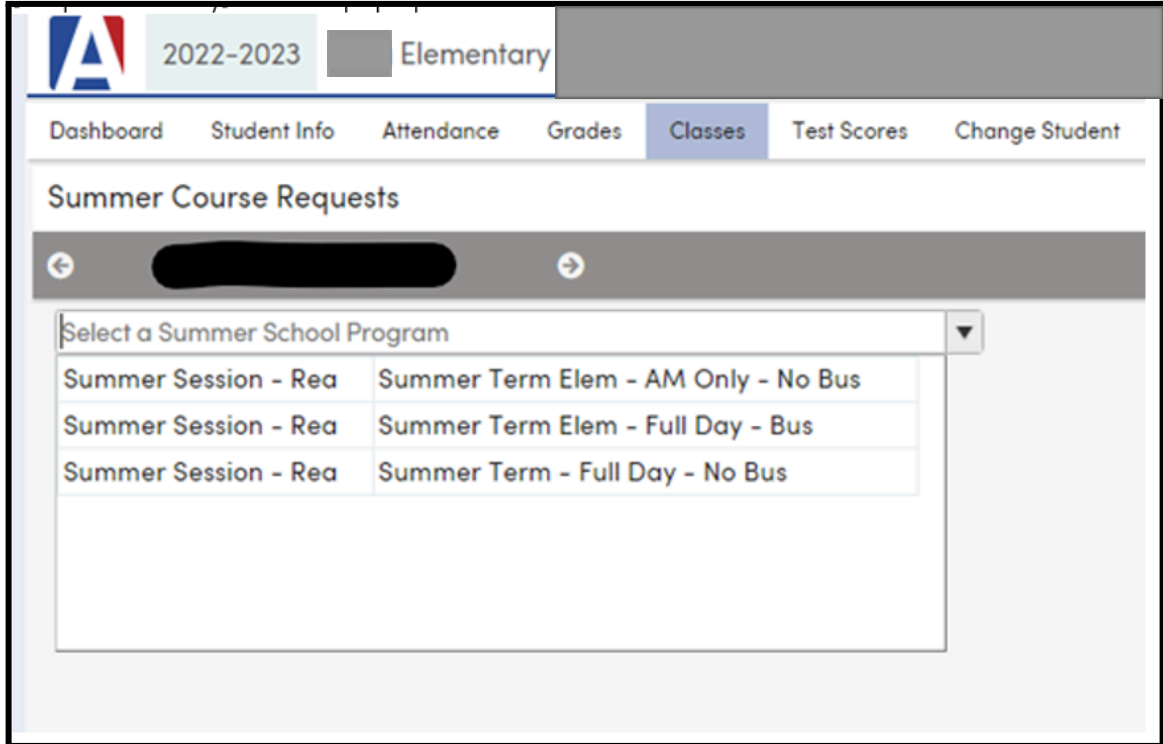 2022-2023 Elementary
Dashboard Student Info Attendance Grades Classes Test Scores Change Student
Summer Course Requests
Select a Summer School Program
Summer Session - Rea Summer Term Elem - AM Only - No Bus
Summer Session - Rea Summer Term Elem - Full Day - Bus
Summer Session - Rea Summer Term - Full Day - No Bus